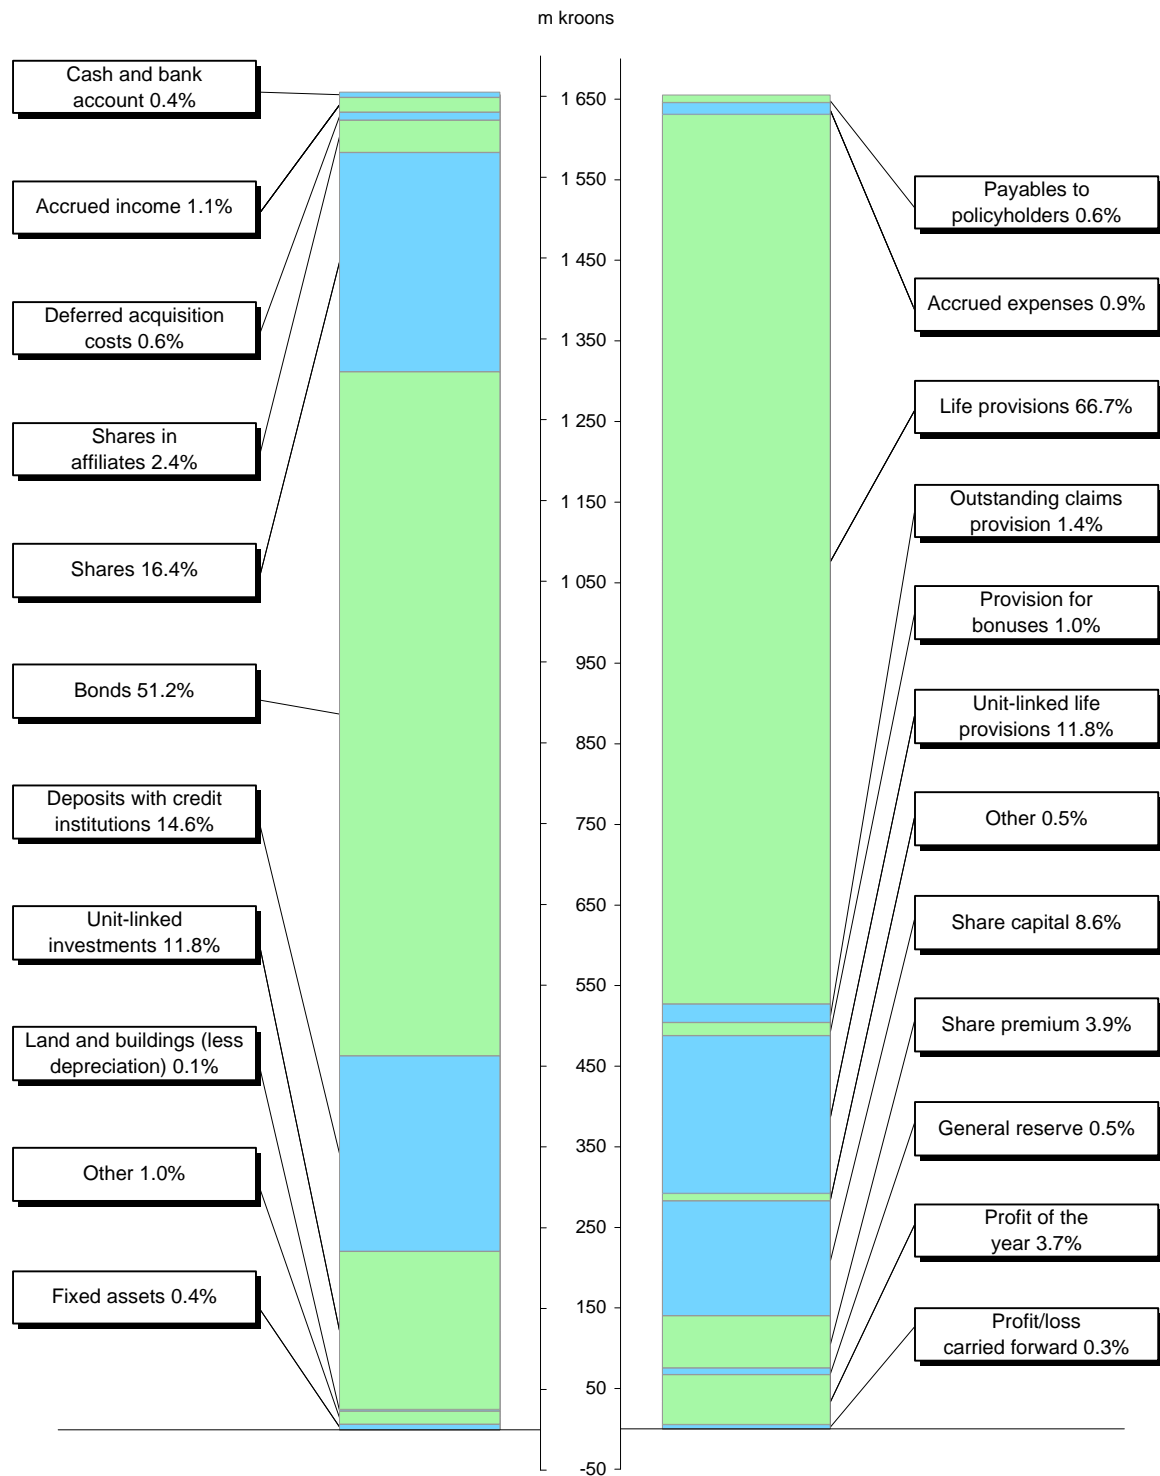 m kroons
Cash and bank
account 0.4%
Accrued income 1.1%
Deferred acquisition
costs 0.6%
Shares in
affiliates 2.4%
Shares 16.4%
Bonds 51.2%
Deposits with credit
institutions 14.6%
Unit-linked
investments 11.8%
Land and buildings (less
depreciation) 0.1%
Other 1.0%
Fixed assets 0.4%
1 650
1 550
1 450
1 350
1 250
1 150
1 050
950
850
750
650
550
450
350
250
150
50
-50
Payables to
policyholders 0.6%
Accrued expenses 0.9%
Life provisions 66.7%
Outstanding claims
provision 1.4%
Provision for
bonuses 1.0%
Unit-linked life
provisions 11.8%
Other 0.5%
Share capital 8.6%
Share premium 3.9%
General reserve 0.5%
Profit of the
year 3.7%
Profit/loss
carried forward 0.3%